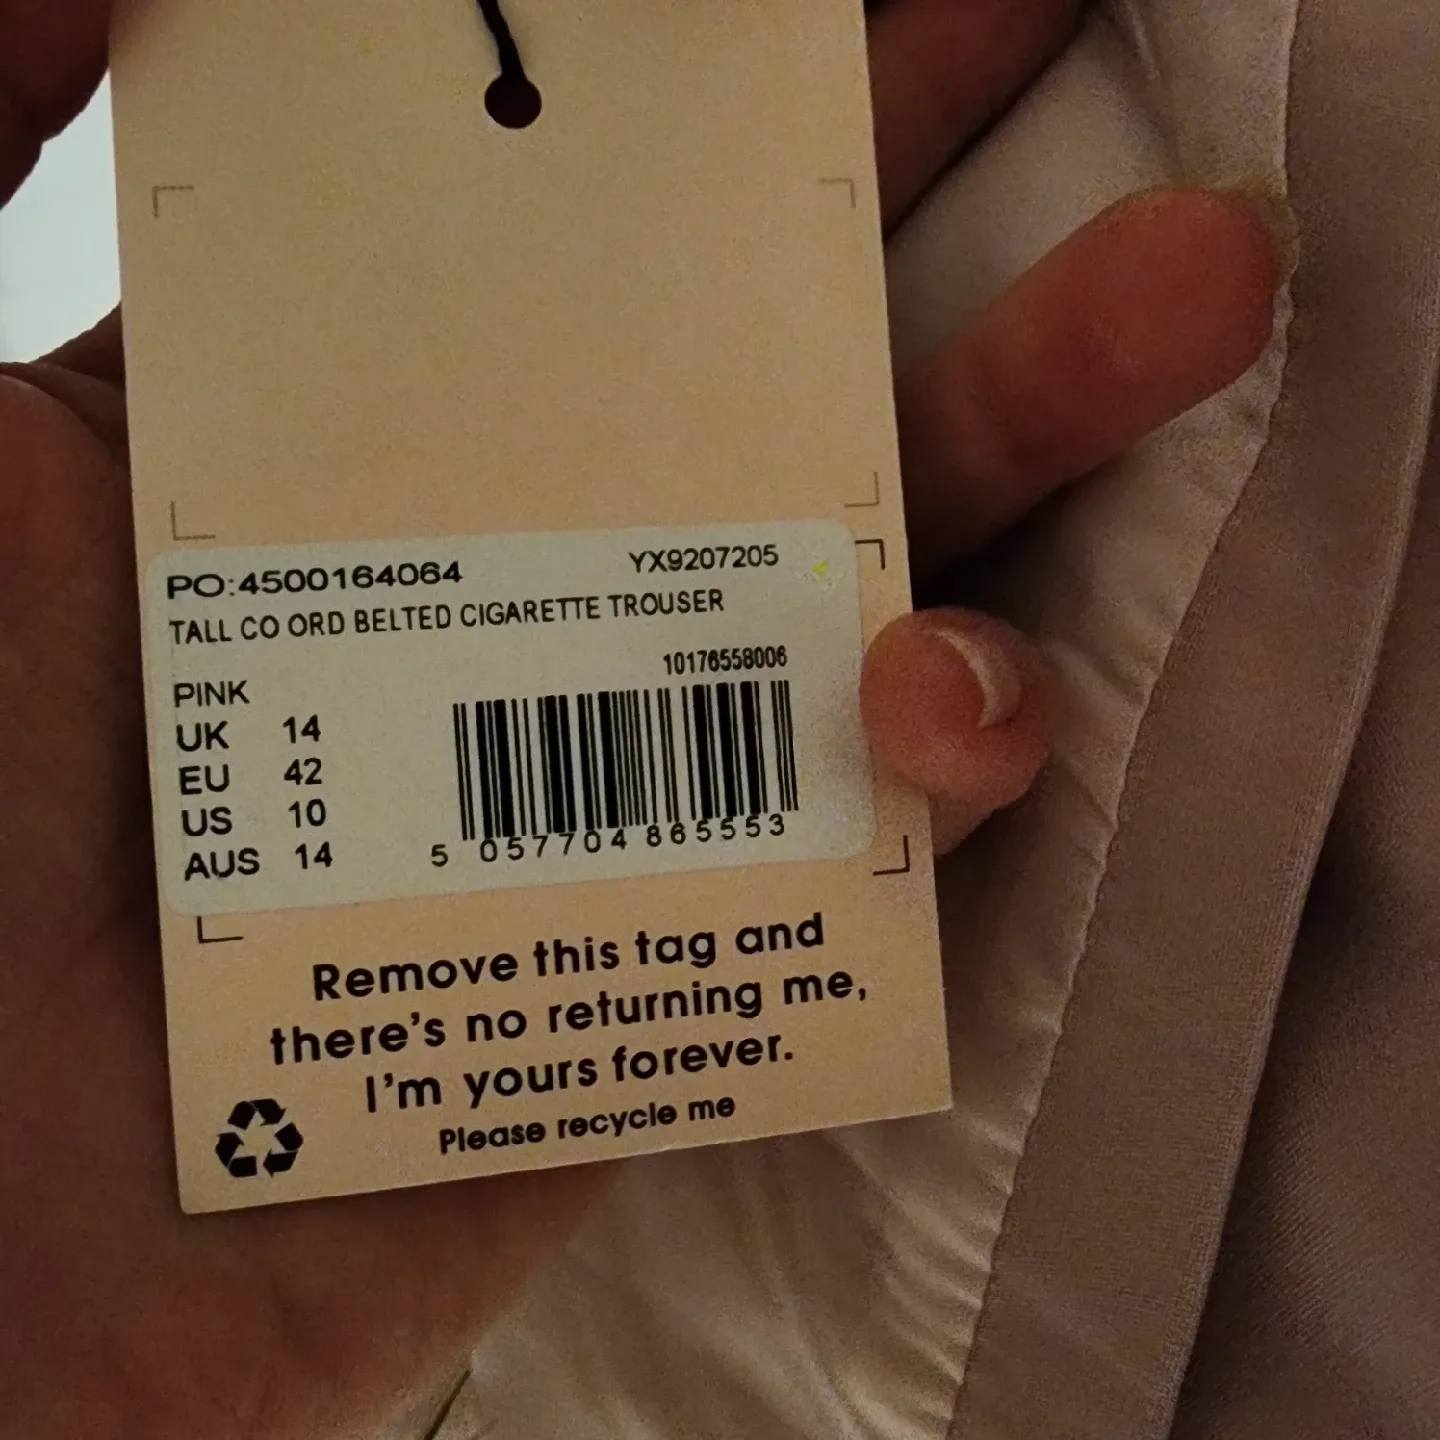 PO:4500164064 YX9207205
TALL CO ORD BELTED CIGARETTE TROUSER
10176558006
PINK
UK 14
EU 42
US 10
AUS 14
5 057704 865553
Remove this tag and
there's no returning me,
I'm yours forever.
Please recycle me